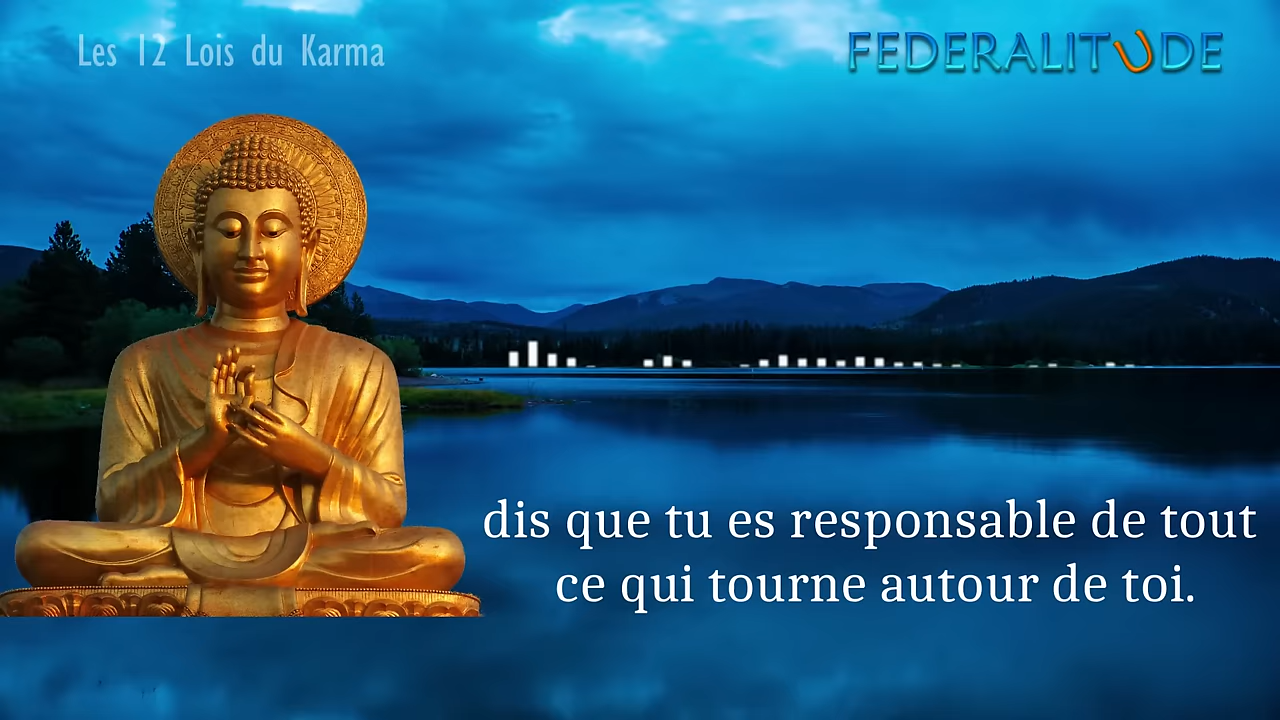 Les 12 Lois du Karma
FEDERALITUDE
dis que tu es responsable de tout
ce qui tourne autour de toi.